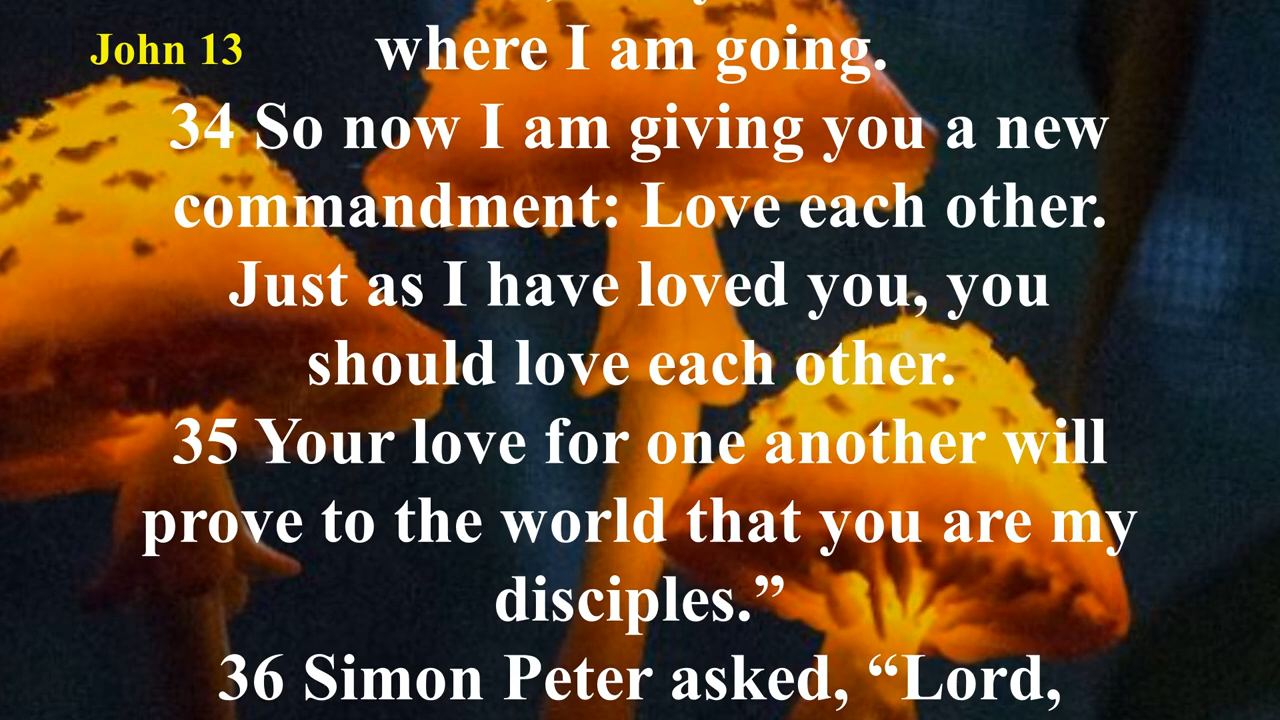 John 13
where I am going.
34 So now I am giving you a new
commandment: Love each other.
Just as I have loved you, you
should love each other.
35 Your love for one another will
prove to the world that you are my
disciples.”
36 Simon Peter asked, “Lord,